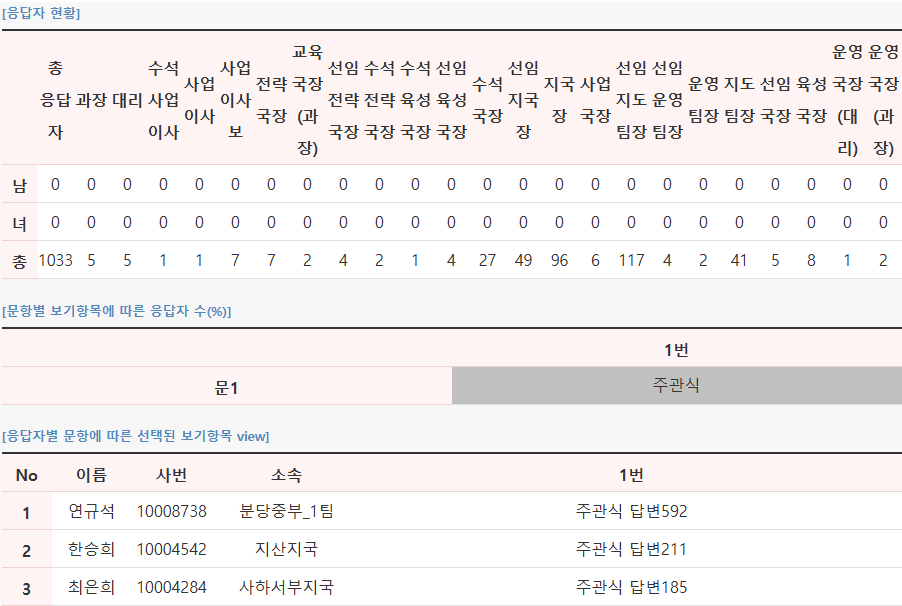 [응답자 현황]
총 응답자 과장 대리 수석사업이사 사업이사 사업이사보 전략국장 교육국장(과장) 선임전략국장 수석전략국장 수석육성국장 선임육성국장 수석국장 선임지국장 지국장 사업국장 선임지도팀장 선임운영팀장 운영팀장 지도팀장 선임국장 육성국장 운영국장(대리) 운영국장(과장)
남 0 0 0 0 0 0 0 0 0 0 0 0 0 0 0 0 0 0 0 0 0 0 0 0
녀 0 0 0 0 0 0 0 0 0 0 0 0 0 0 0 0 0 0 0 0 0 0 0 0
총 1033 5 5 1 1 7 7 2 4 2 1 4 27 49 96 6 117 4 2 41 5 8 1 2
[문항별 보기항목에 따른 응답자 수(%)]
1번
문1 주관식
[응답자별 문항에 따른 선택된 보기항목 view]
No 이름 사번 소속 1번
1 연규석 10008738 분당중부_1팀 주관식 답변592
2 한승희 10004542 지산지국 주관식 답변211
3 최은희 10004284 사하서부지국 주관식 답변185